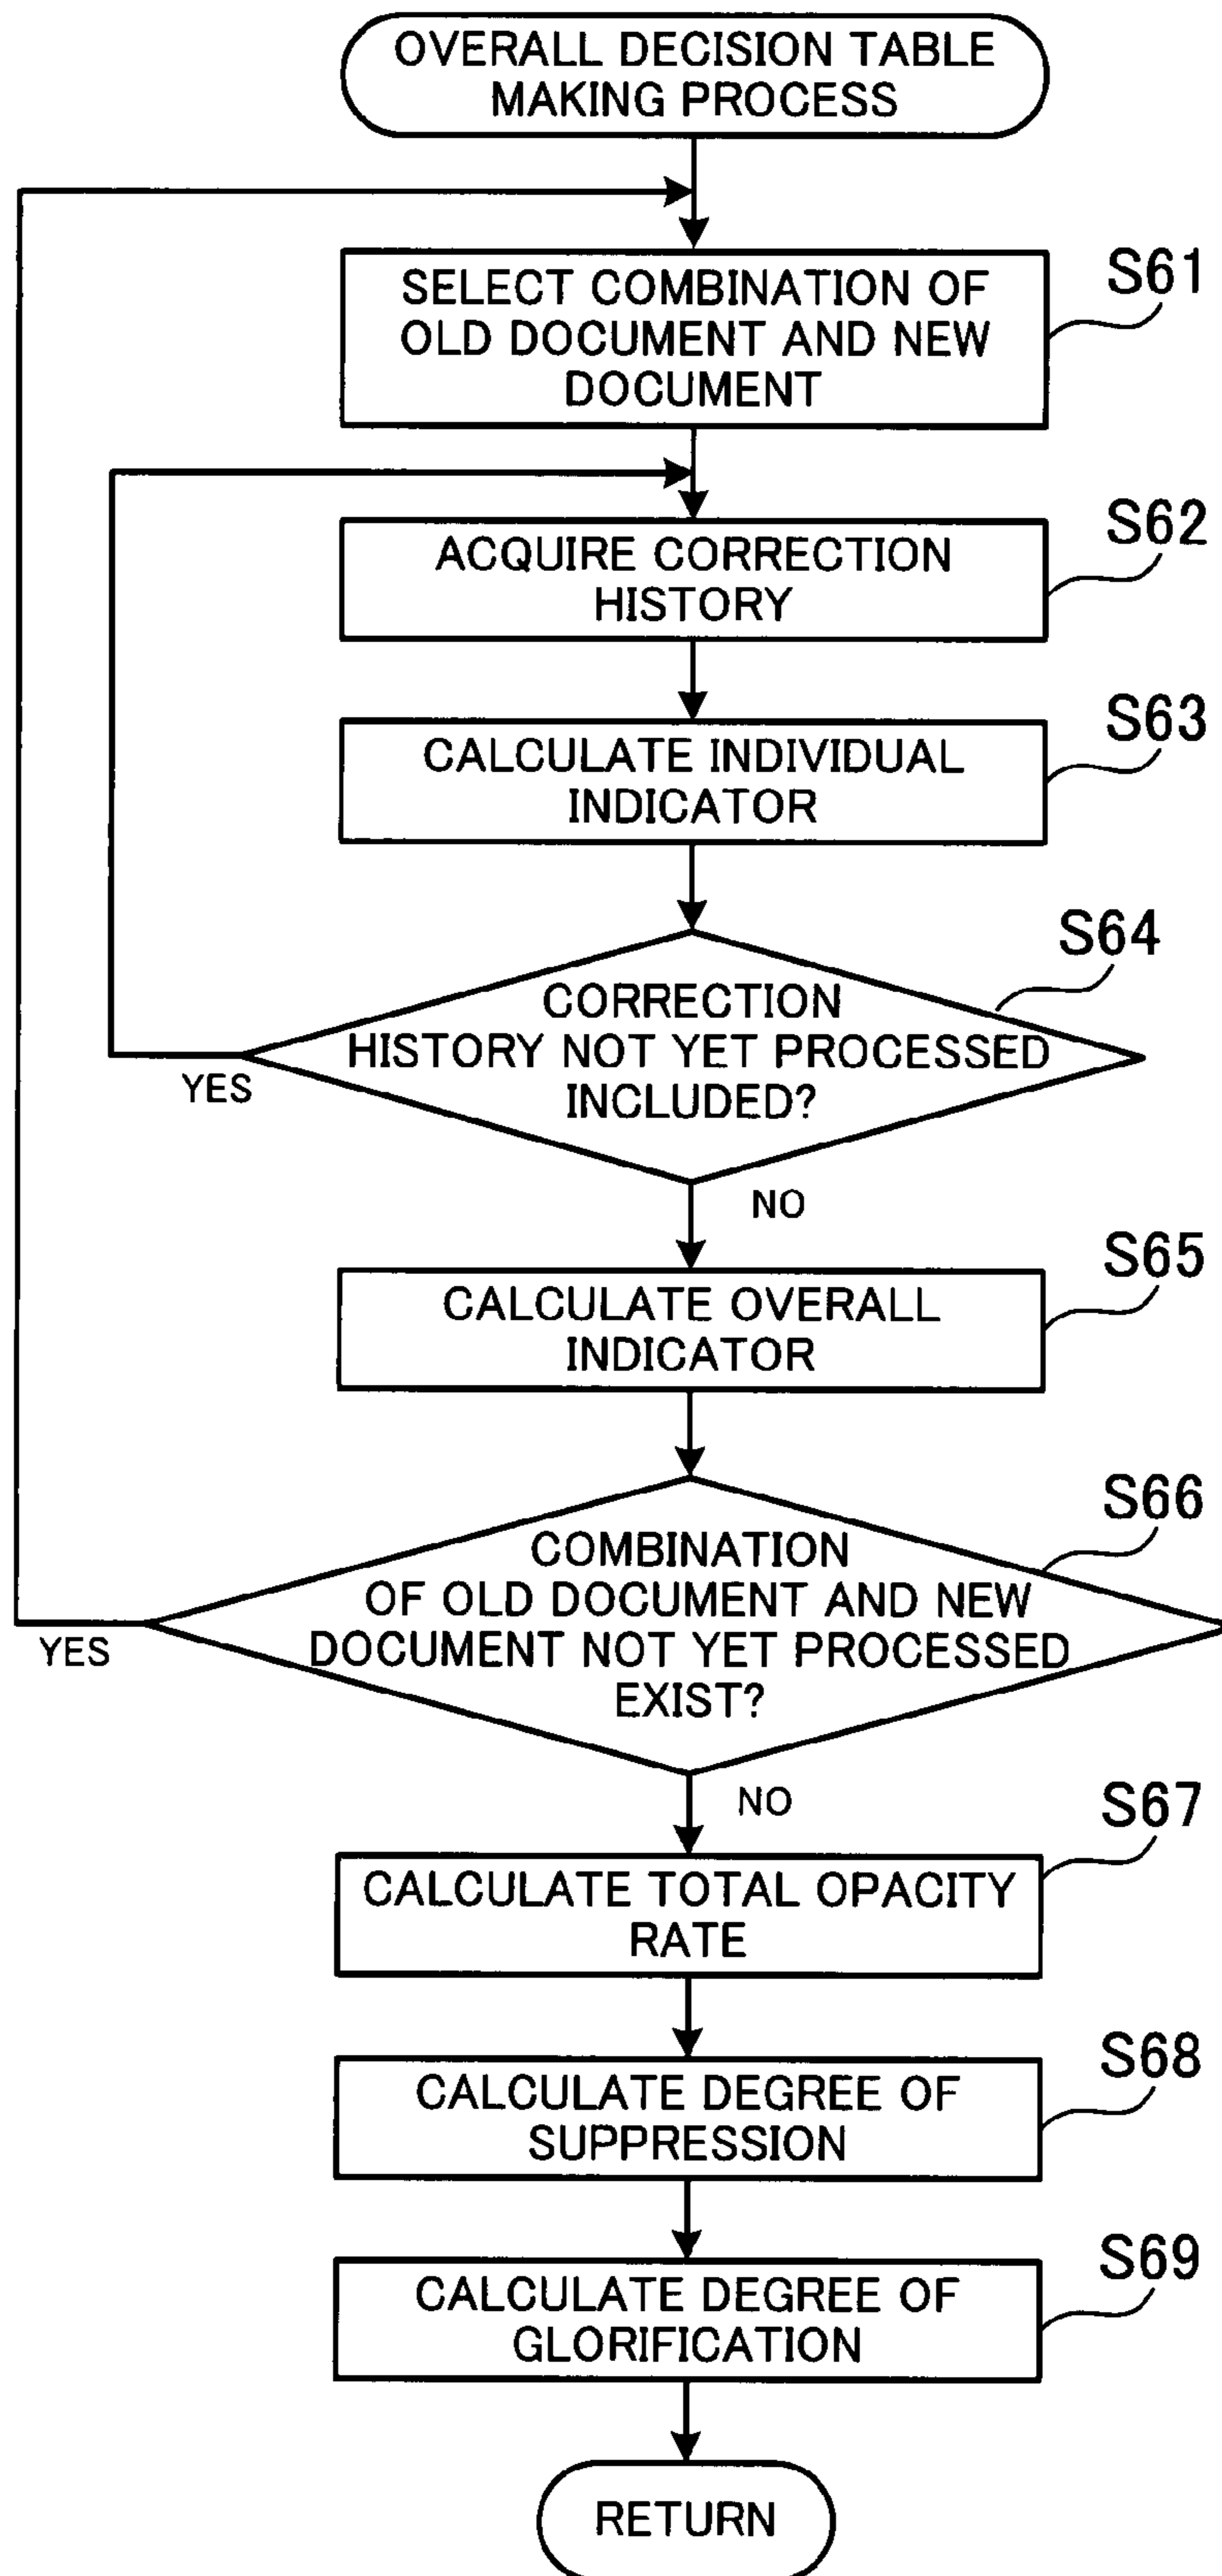 OVERALL DECISION TABLE
MAKING PROCESS
S61
SELECT COMBINATION OF
OLD DOCUMENT AND NEW
DOCUMENT
S62
ACQUIRE CORRECTION
HISTORY
S63
CALCULATE INDIVIDUAL
INDICATOR
S64
CORRECTION
HISTORY NOT YET PROCESSED
INCLUDED?
YES
NO
S65
CALCULATE OVERALL
INDICATOR
S66
COMBINATION
OF OLD DOCUMENT AND NEW
DOCUMENT NOT YET PROCESSED
EXIST?
YES
NO
S67
CALCULATE TOTAL OPACITY
RATE
S68
CALCULATE DEGREE OF
SUPPRESSION
S69
CALCULATE DEGREE OF
GLORIFICATION
RETURN